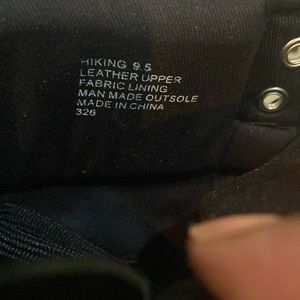 HIKING 9.5
LEATHER UPPER
FABRIC LINING
MAN MADE OUTSOLE
MADE IN CHINA
326